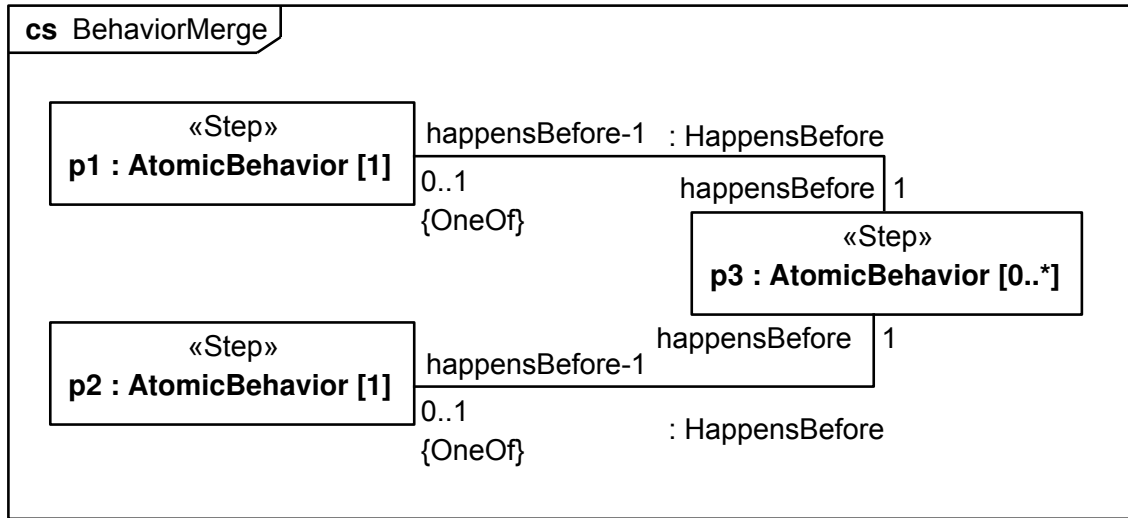 cs BehaviorMerge
«Step»
p1 : AtomicBehavior [1]
happensBefore-1 : HappensBefore
0..1
{OneOf}
happensBefore 1
«Step»
p3 : AtomicBehavior [0..*]
happensBefore 1
«Step»
p2 : AtomicBehavior [1]
happensBefore-1
0..1
{OneOf}
: HappensBefore